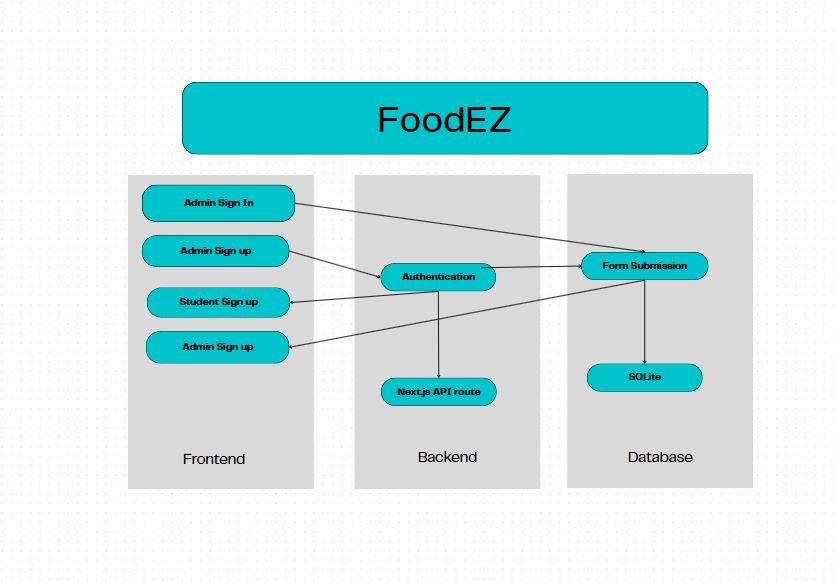 FoodEZ
Admin Sign In
Admin Sign up
Student Sign up
Admin Sign up
Frontend
Authentication
Next.js API route
Backend
Form Submission
SQLite
Database